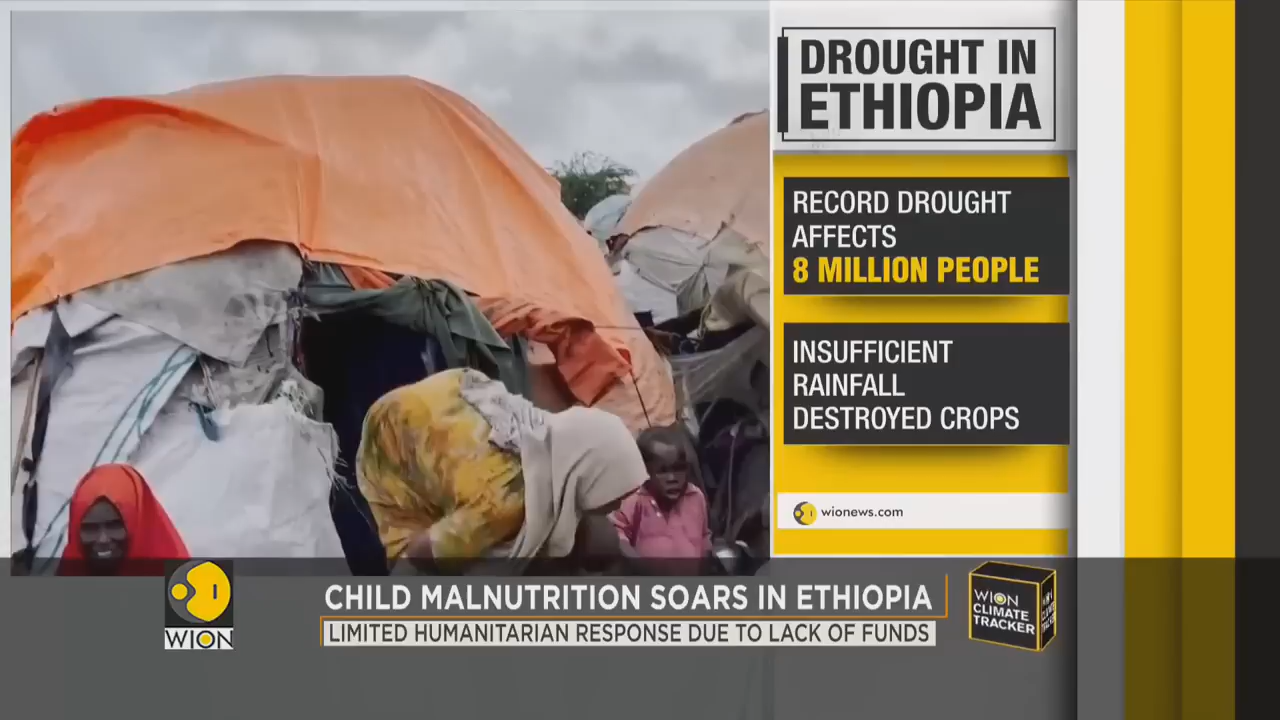 DROUGHT IN
ETHIOPIA
RECORD DROUGHT
AFFECTS
8 MILLION PEOPLE
INSUFFICIENT
RAINFALL
DESTROYED CROPS
wionews.com
CHILD MALNUTRITION SOARS IN ETHIOPIA
LIMITED HUMANITARIAN RESPONSE DUE TO LACK OF FUNDS
WION
WION
CLIMATE
TRACKER